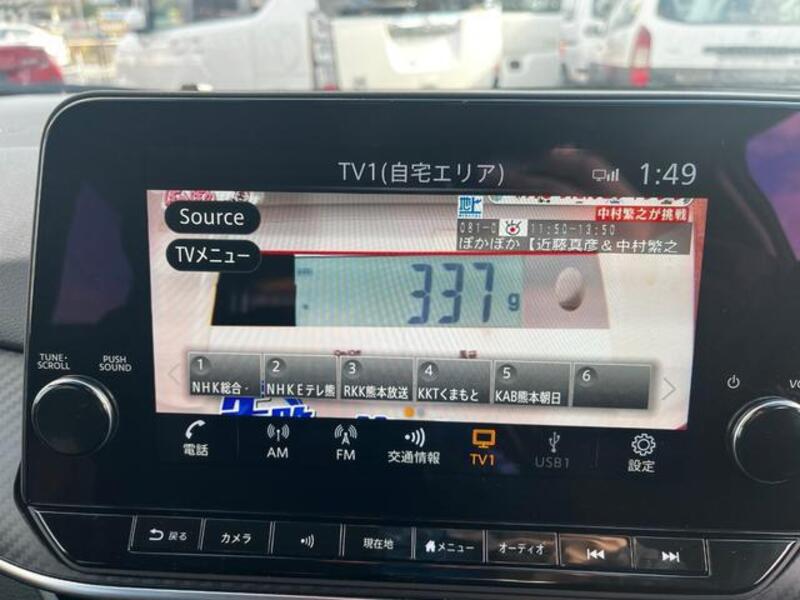 TV1(自宅エリア)
1:49
Source
地上
中村繁之が挑戦
081-0
11:50-13:50
TVメニュー
ぽかぽか【近藤真彦＆中村繁之
337g
1
2
3
4
5
6
NHK総合・
NHKEテレ熊
RKK熊本放送
KKTくまもと
KAB熊本朝日
TUNE・
SCROLL
PUSH
SOUND
電話
AM
FM
交通情報
TV1
USB1
設定
戻る
カメラ
現在地
メニュー
オーディオ